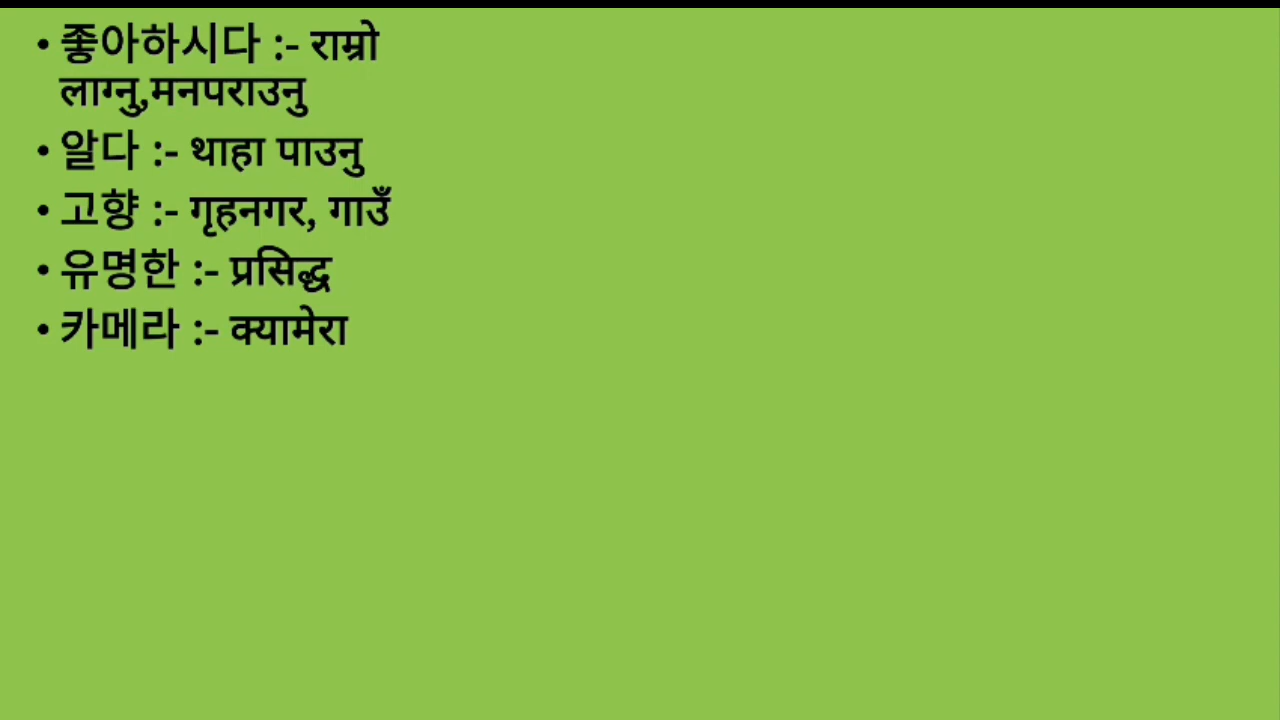 • 좋아하시다 :- राम्रो
लाग्नु,मनपराउनु
• 알다 :- थाहा पाउनु
• 고향 :- गृहनगर, गाउँ
• 유명한 :- प्रसिद्ध
• 카메라 :- क्यामेरा